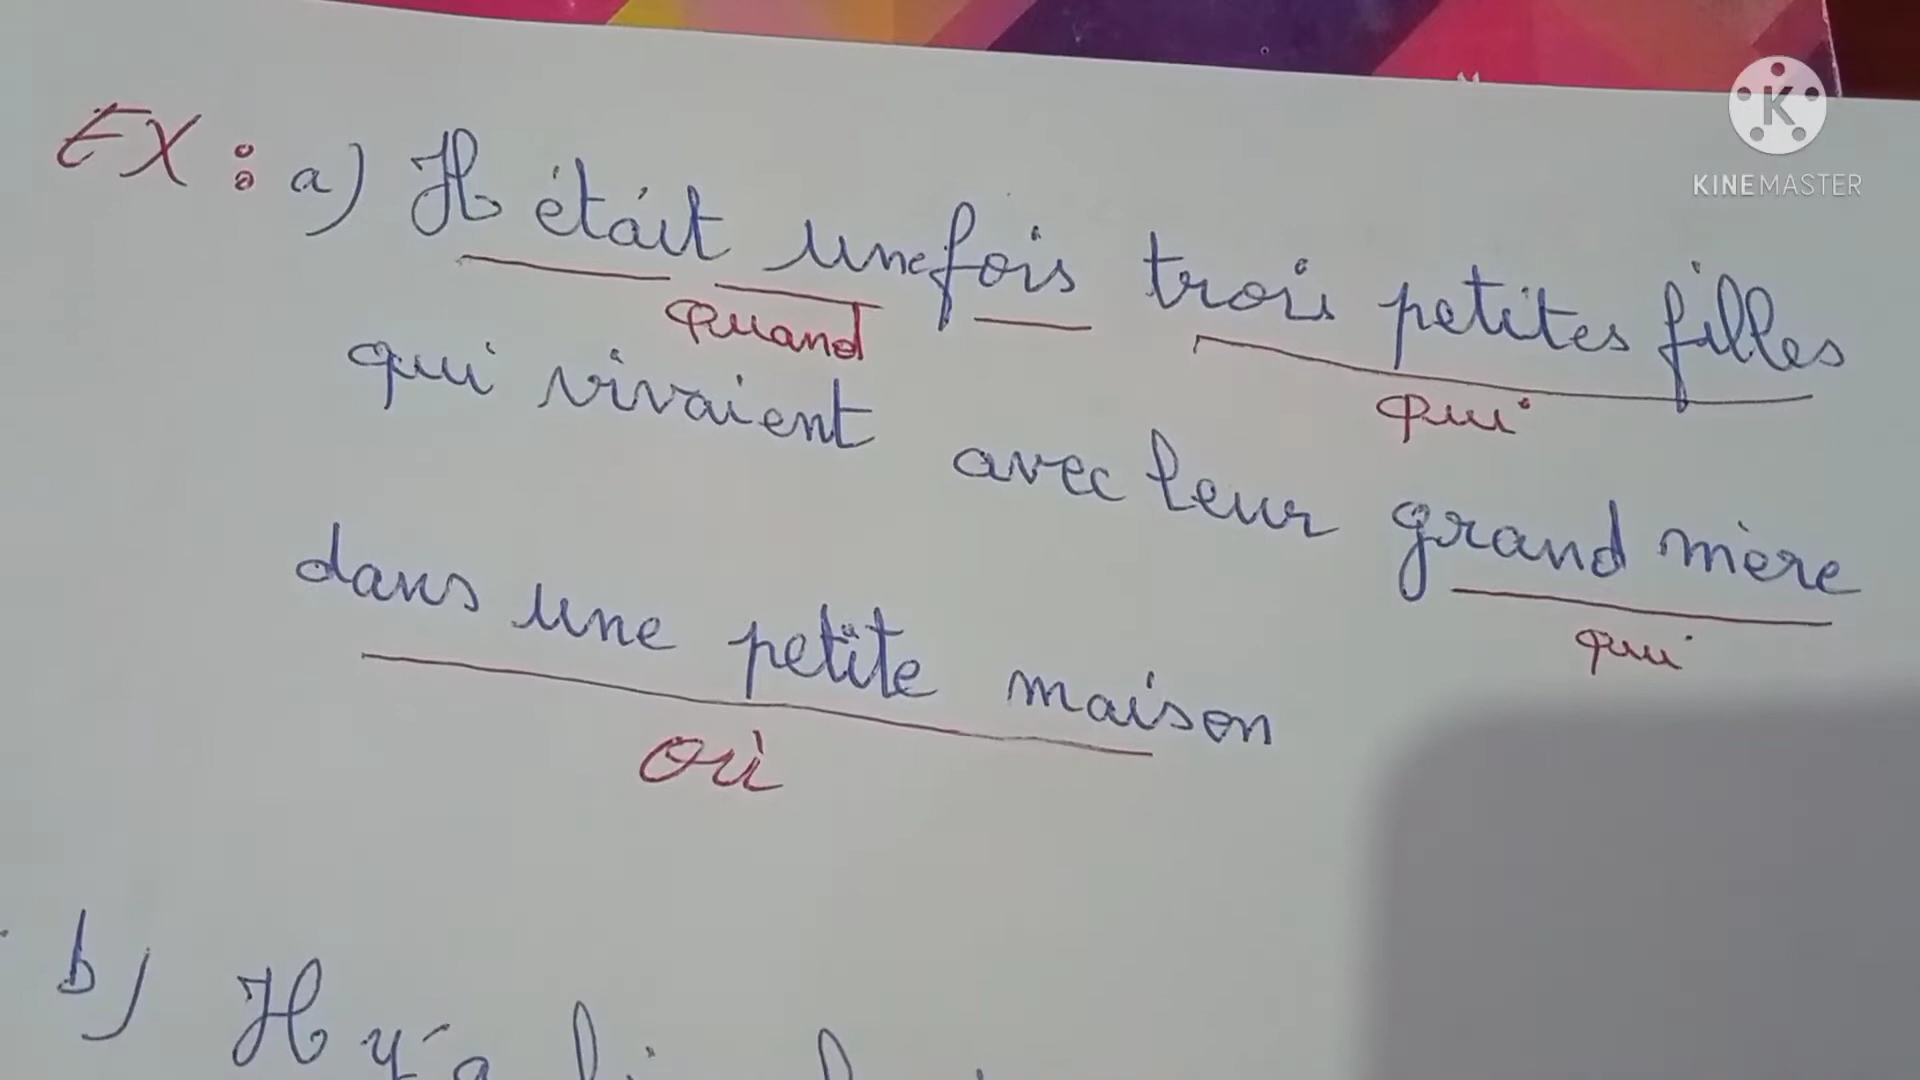 EX : a) Il était une fois trois petites filles
quand
qui
qui vivaient avec leur grand mère
qui
dans une petite maison
où
b) Il y a
KINEMASTER